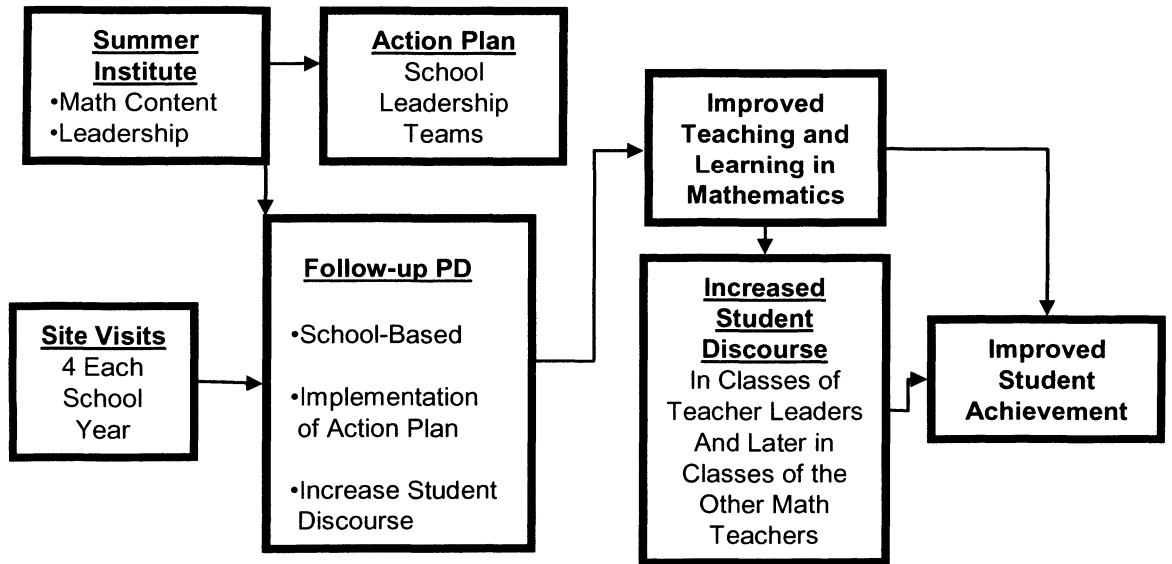 Summer
Institute
•Math Content
•Leadership
Action Plan
School
Leadership
Teams
Site Visits
4 Each
School
Year
Follow-up PD
•School-Based
•Implementation
of Action Plan
•Increase Student
Discourse
Improved
Teaching and
Learning in
Mathematics
Increased
Student
Discourse
In Classes of
Teacher Leaders
And Later in
Classes of the
Other Math
Teachers
Improved
Student
Achievement